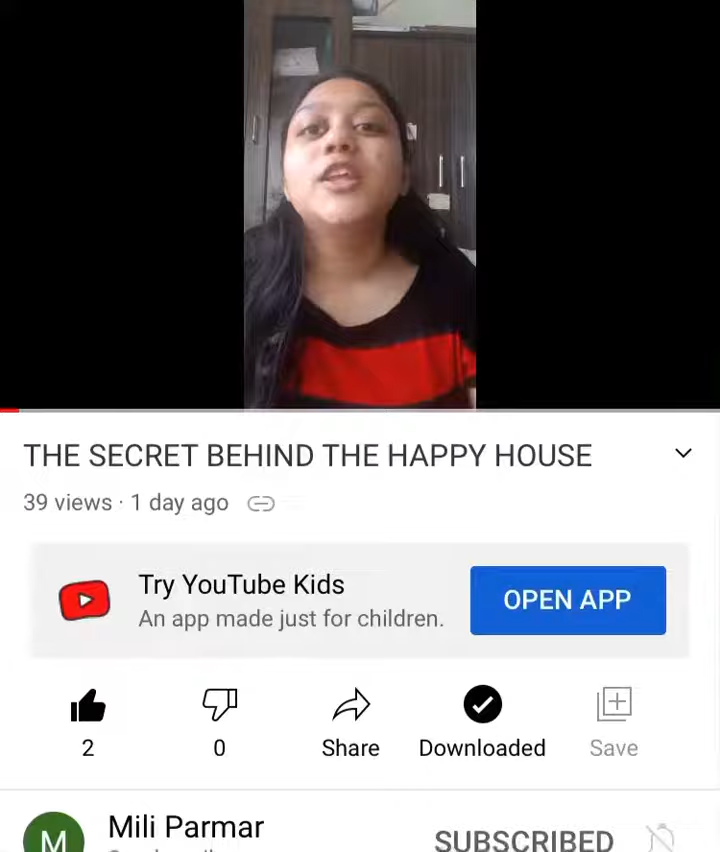 THE SECRET BEHIND THE HAPPY HOUSE
39 views · 1 day ago
Try YouTube Kids
An app made just for children.
OPEN APP
2
0
Share
Downloaded
Save
M
Mili Parmar
SUBSCRIBED